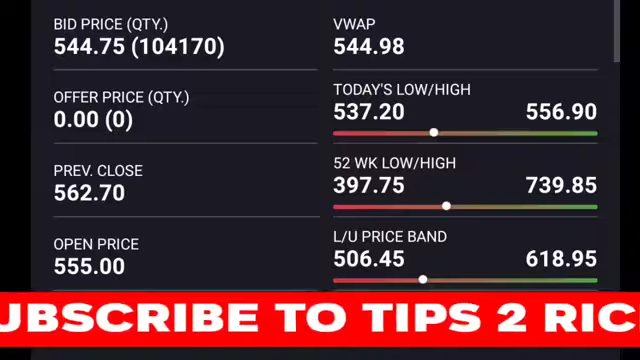 BID PRICE (QTY.)
544.75 (104170)
VWAP
544.98
OFFER PRICE (QTY.)
0.00 (0)
TODAY'S LOW/HIGH
537.20 556.90
PREV. CLOSE
562.70
52 WK LOW/HIGH
397.75 739.85
OPEN PRICE
555.00
L/U PRICE BAND
506.45 618.95
UBSCRIBE TO TIPS 2 RIC